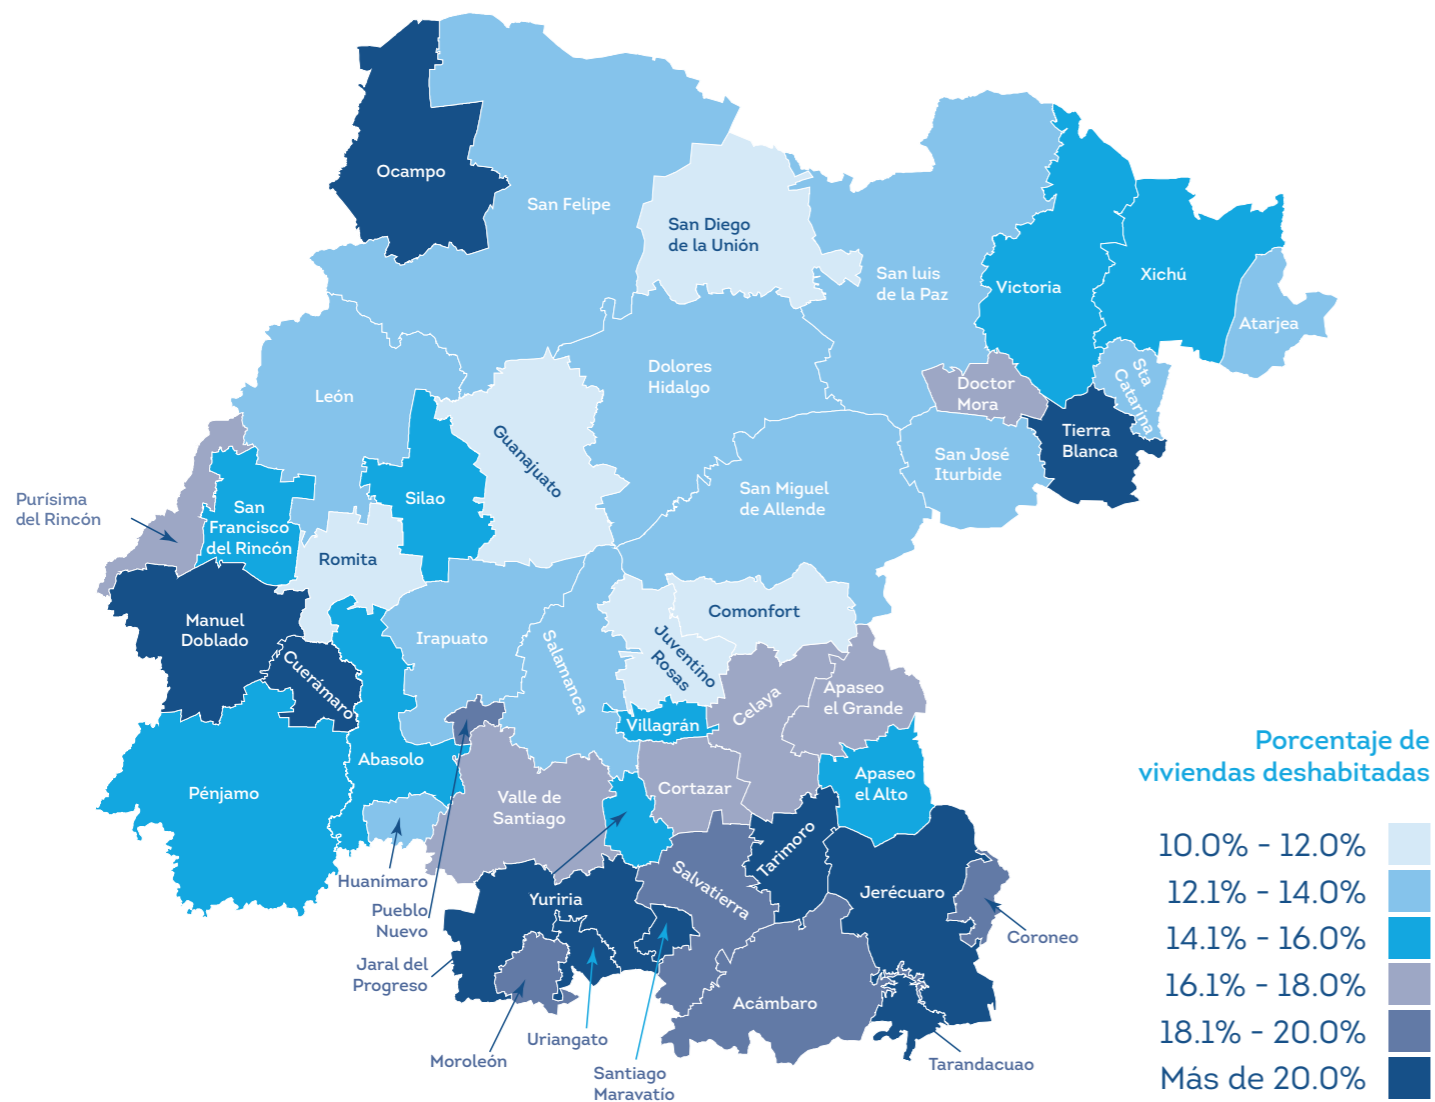 Ocampo
San Felipe
San Diego
de la Unión
San luis
de la Paz
Victoria
Xichú
Atarjea
Sta
Catarina
Doctor
Mora
Tierra
Blanca
San José
Iturbide
Dolores
Hidalgo
León
Guanajuato
Silao
San Miguel
de Allende
Purísima
del Rincón
San
Francisco
del Rincón
Romita
Manuel
Doblado
Cuerámaro
Irapuato
Salamanca
Juventino
Rosas
Comonfort
Celaya
Apaseo
el Grande
Villagrán
Abasolo
Pénjamo
Valle de
Santiago
Cortazar
Apaseo
el Alto
Huanímaro
Pueblo
Nuevo
Jaral del
Progreso
Yuriria
Salvatierra
Tarimoro
Jerécuaro
Coroneo
Acámbaro
Moroleón
Uriangato
Santiago
Maravatío
Tarandacuao
Porcentaje de
viviendas deshabitadas
10.0% - 12.0%
12.1% - 14.0%
14.1% - 16.0%
16.1% - 18.0%
18.1% - 20.0%
Más de 20.0%